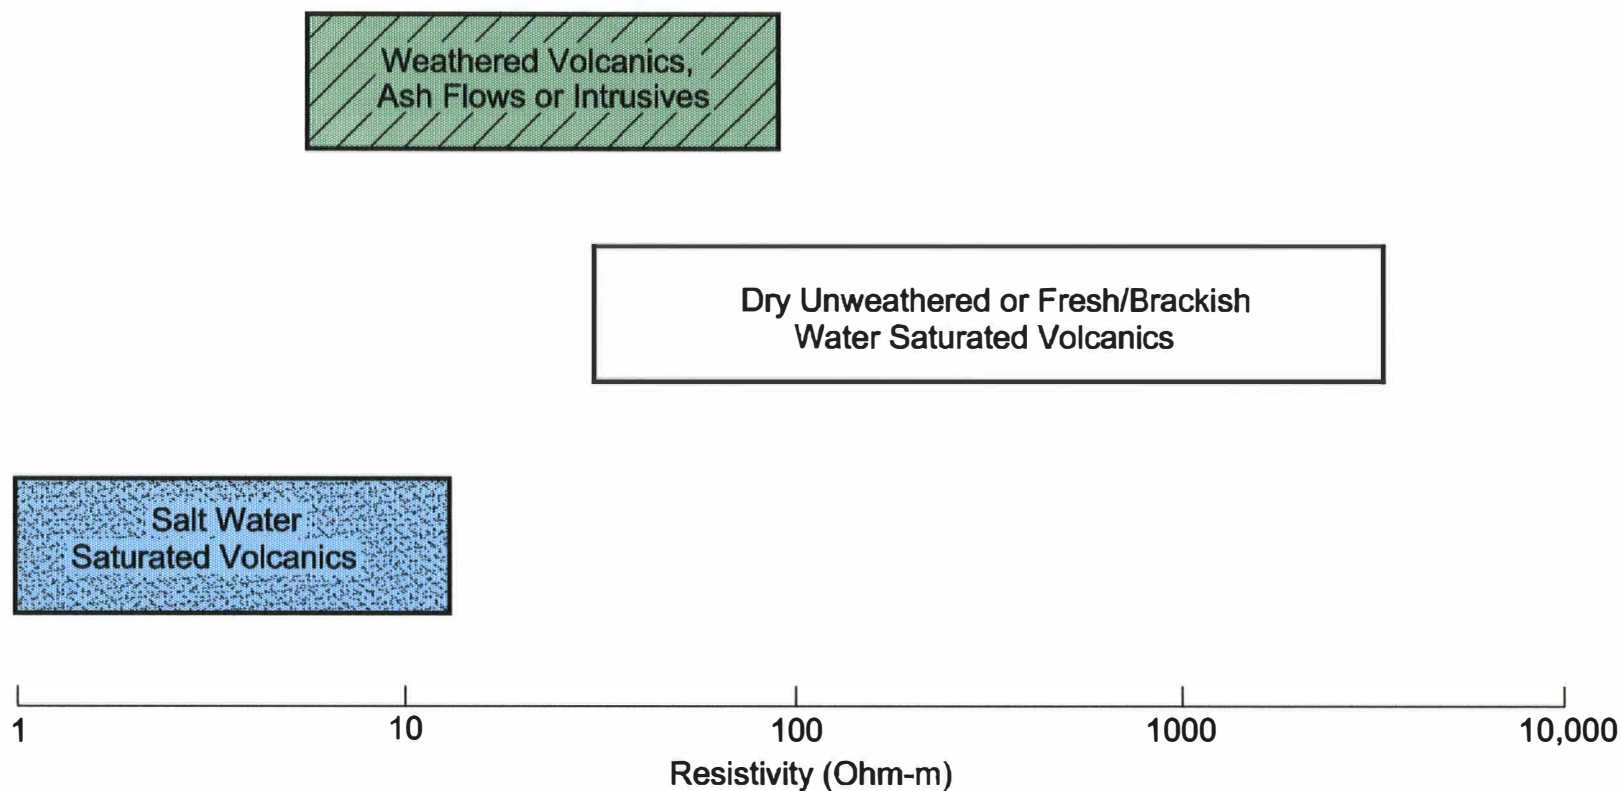 Weathered Volcanics,
Ash Flows or Intrusives
Dry Unweathered or Fresh/Brackish
Water Saturated Volcanics
Salt Water
Saturated Volcanics
1
10
100
1000
10,000
Resistivity (Ohm-m)